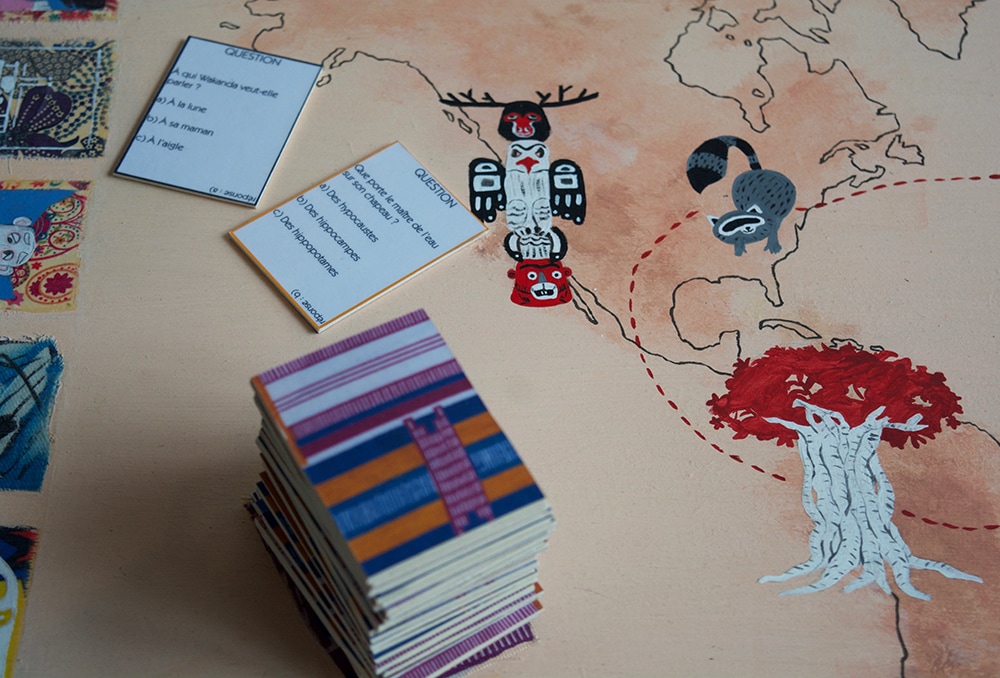 QUESTION
À qui Wakanda veut-elle
parler ?
a) À la lune
b) À sa maman
c) À l'aigle
(réponse : a)
QUESTION
Que porte le maître de l'eau
sur son chapeau ?
a) Des hypocaustes
b) Des hippocampes
c) Des hippopotames
(réponse : b)